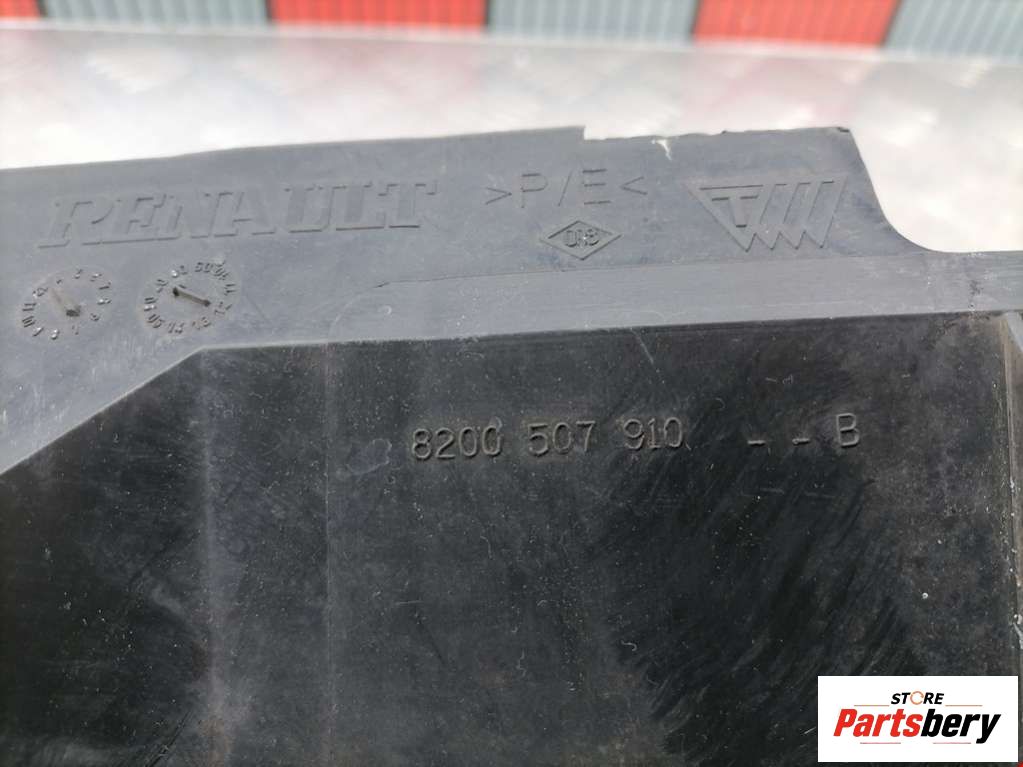 RENAULT >P/E<
8200 507 910 -- B
STORE
Partsbery